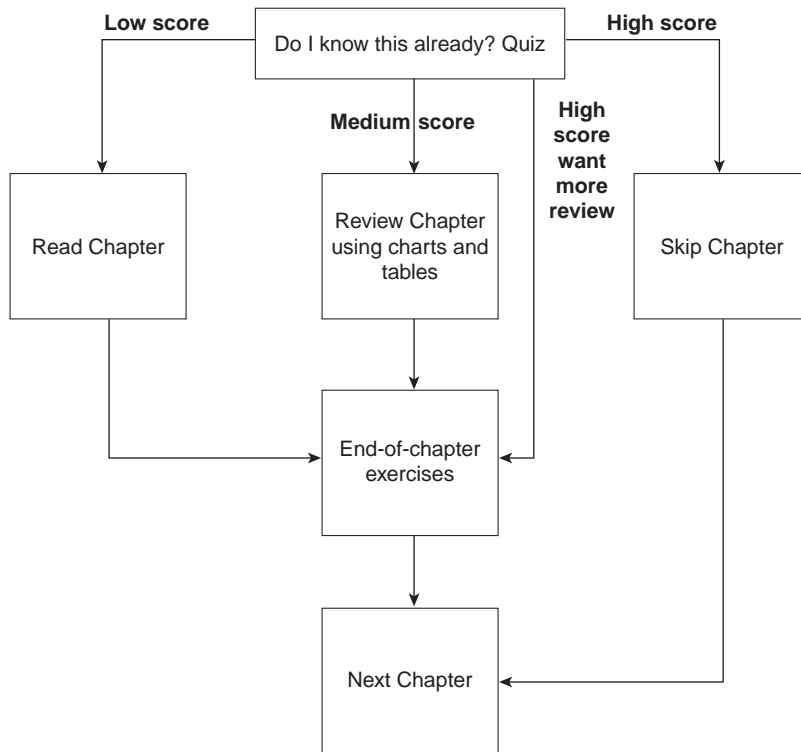 Low score
Do I know this already? Quiz
High score
Medium score
High
score
want
more
review
Read Chapter
Review Chapter
using charts and
tables
Skip Chapter
End-of-chapter
exercises
Next Chapter